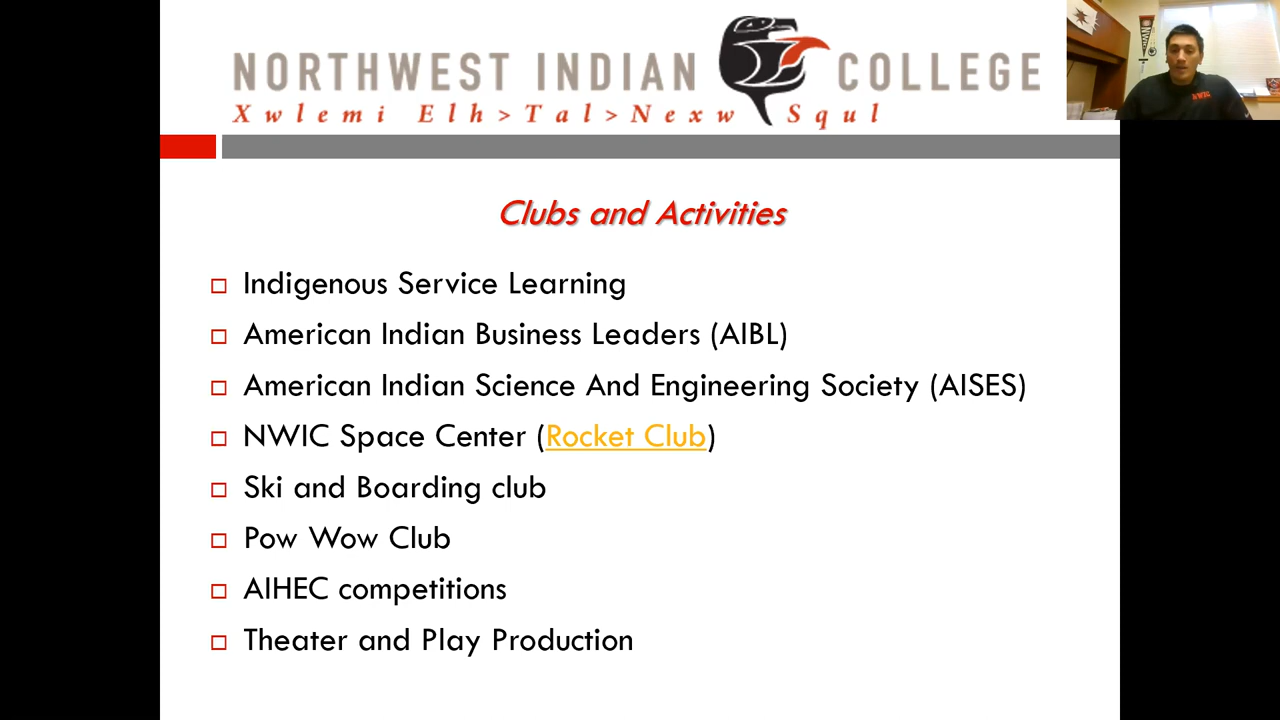 NORTHWEST INDIAN COLLEGE
Xwlemi Elh>Tal>Nexw Squl
NWIC
Clubs and Activities
Indigenous Service Learning
American Indian Business Leaders (AIBL)
American Indian Science And Engineering Society (AISES)
NWIC Space Center (Rocket Club)
Ski and Boarding club
Pow Wow Club
AIHEC competitions
Theater and Play Production